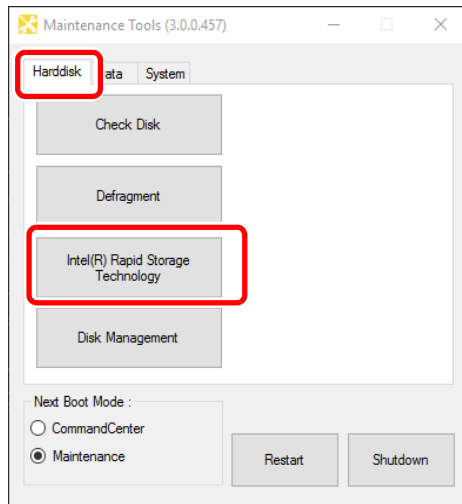 Maintenance Tools (3.0.0.457)
Harddisk ata System
Check Disk
Defragment
Intel(R) Rapid Storage
Technology
Disk Management
Next Boot Mode :
CommandCenter
Maintenance
Restart Shutdown